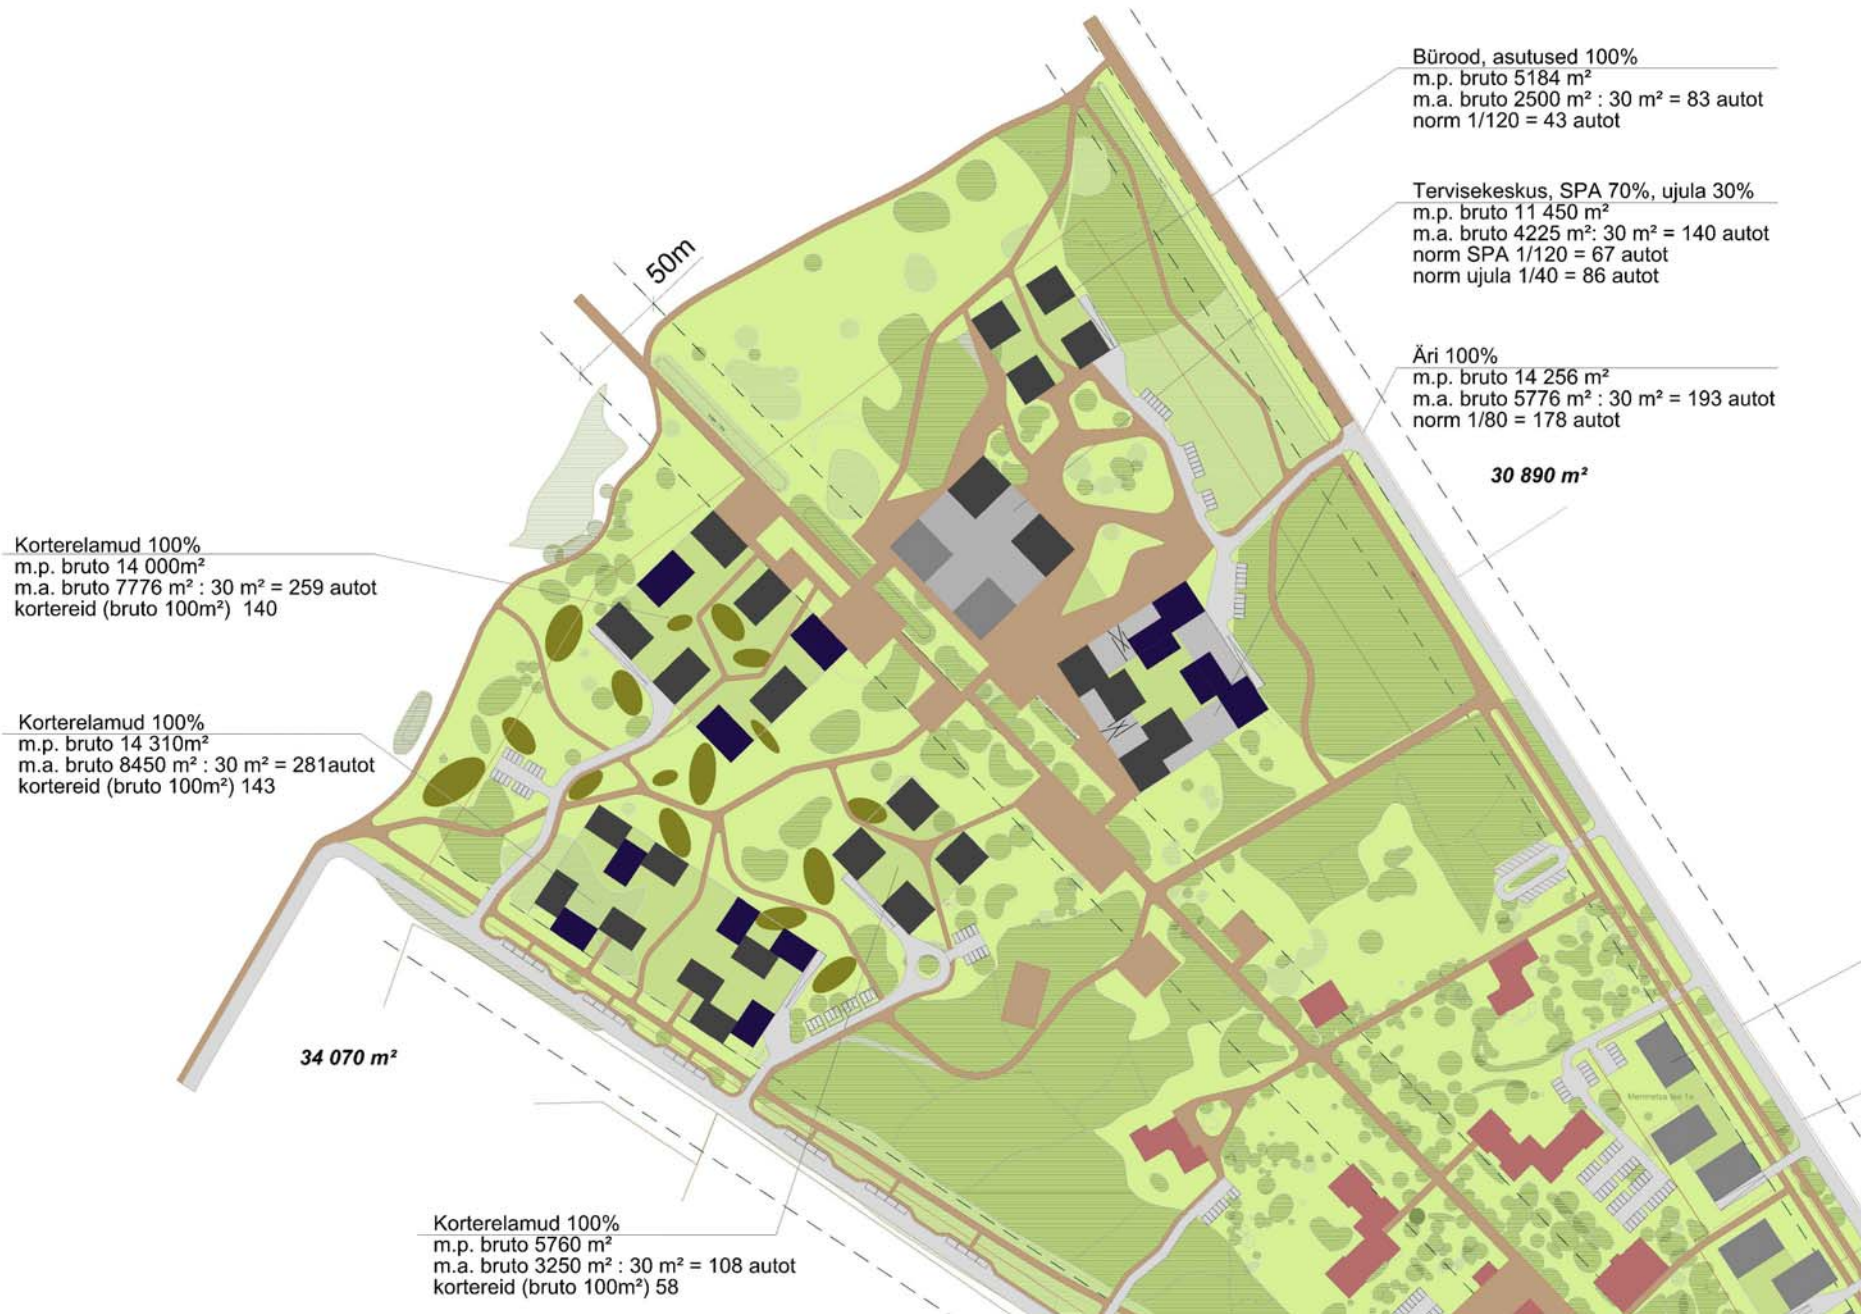 Bürood, asutused 100%
m.p. bruto 5184 m²
m.a. bruto 2500 m² : 30 m² = 83 autot
norm 1/120 = 43 autot
Tervisekeskus, SPA 70%, ujula 30%
m.p. bruto 11 450 m²
m.a. bruto 4225 m²: 30 m² = 140 autot
norm SPA 1/120 = 67 autot
norm ujula 1/40 = 86 autot
Äri 100%
m.p. bruto 14 256 m²
m.a. bruto 5776 m² : 30 m² = 193 autot
norm 1/80 = 178 autot
30 890 m²
50m
Korterelamud 100%
m.p. bruto 14 000m²
m.a. bruto 7776 m² : 30 m² = 259 autot
kortereid (bruto 100m²) 140
Korterelamud 100%
m.p. bruto 14 310m²
m.a. bruto 8450 m² : 30 m² = 281autot
kortereid (bruto 100m²) 143
34 070 m²
Korterelamud 100%
m.p. bruto 5760 m²
m.a. bruto 3250 m² : 30 m² = 108 autot
kortereid (bruto 100m²) 58